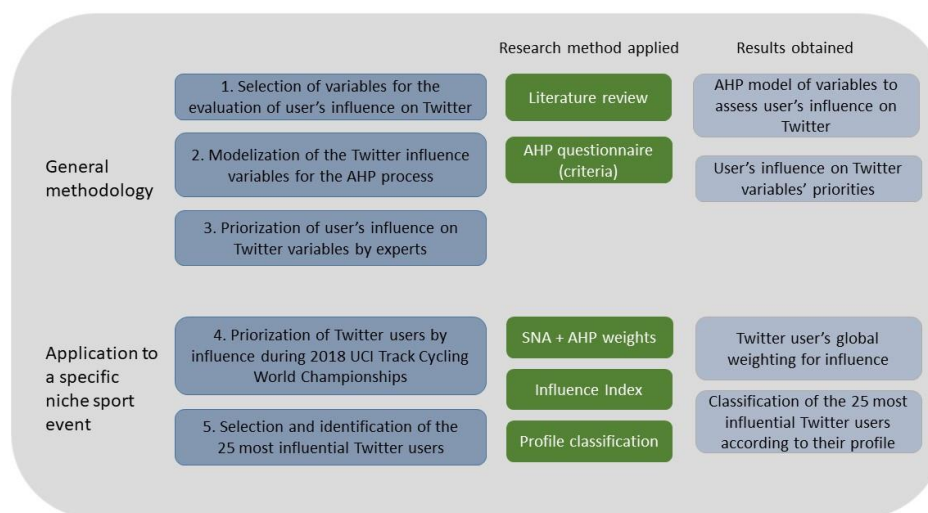 Research method applied
Results obtained
General
methodology
1. Selection of variables for the
evaluation of user's influence on Twitter
Literature review
AHP model of variables to
assess user's influence on
Twitter
2. Modelization of the Twitter influence
variables for the AHP process
AHP questionnaire
(criteria)
User's influence on Twitter
variables' priorities
3. Priorization of user's influence on
Twitter variables by experts
Application to
a specific
niche sport
event
4. Priorization of Twitter users by
influence during 2018 UCI Track Cycling
World Championships
SNA + AHP weights
Twitter user's global
weighting for influence
Influence Index
5. Selection and identification of the
25 most influential Twitter users
Profile classification
Classification of the 25 most
influential Twitter users
according to their profile